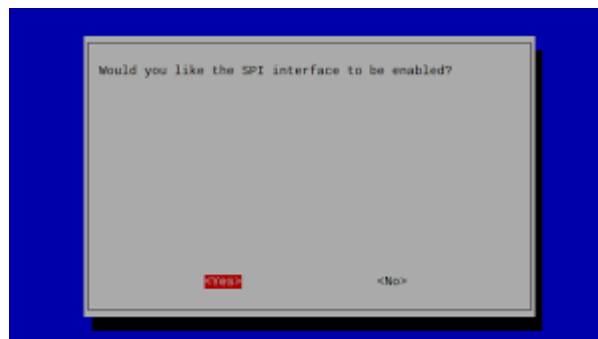 Would you like the SPI interface to be enabled?
<Yes> <No>